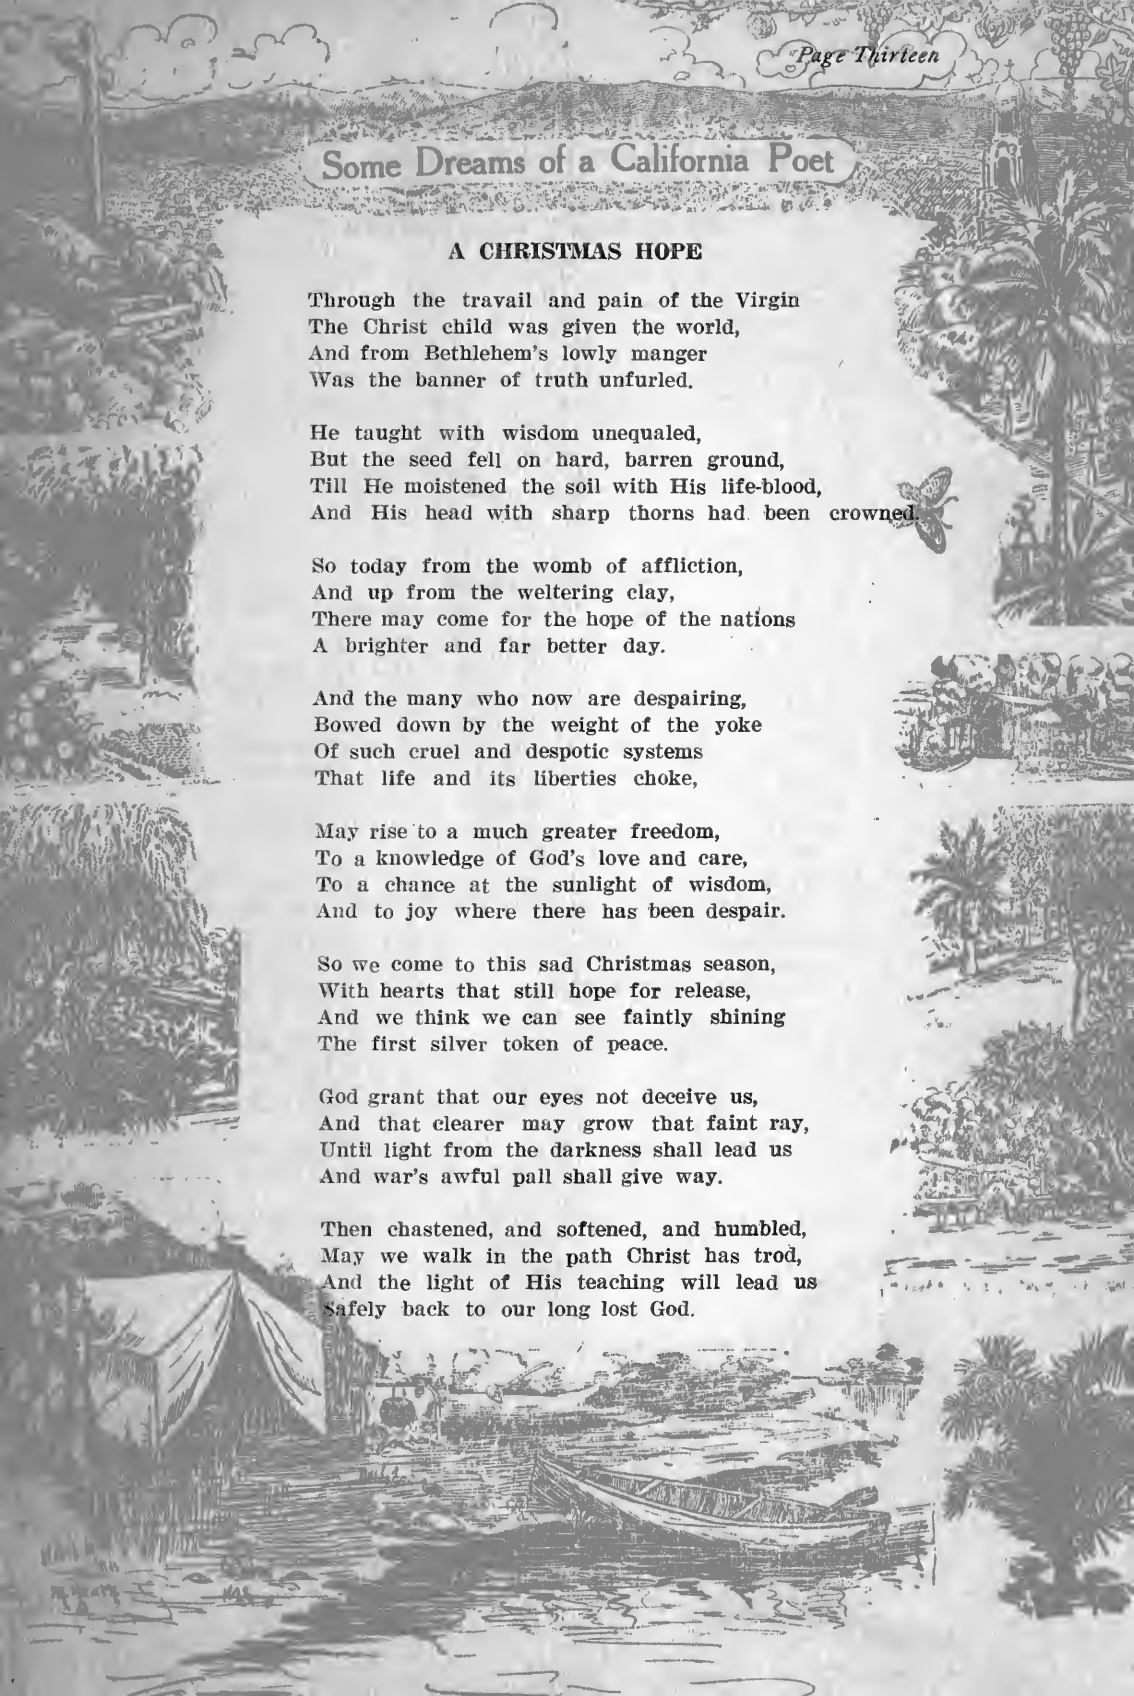 Page Thirteen
Some Dreams of a California Poet
A CHRISTMAS HOPE
Through the travail and pain of the Virgin
The Christ child was given the world,
And from Bethlehem's lowly manger
Was the banner of truth unfurled.
He taught with wisdom unequaled,
But the seed fell on hard, barren ground,
Till He moistened the soil with His life-blood,
And His head with sharp thorns had been crowned.
So today from the womb of affliction,
And up from the weltering clay,
There may come for the hope of the nations
A brighter and far better day.
And the many who now are despairing,
Bowed down by the weight of the yoke
Of such cruel and despotic systems
That life and its liberties choke,
May rise to a much greater freedom,
To a knowledge of God's love and care,
To a chance at the sunlight of wisdom,
And to joy where there has been despair.
So we come to this sad Christmas season,
With hearts that still hope for release,
And we think we can see faintly shining
The first silver token of peace.
God grant that our eyes not deceive us,
And that clearer may grow that faint ray,
Until light from the darkness shall lead us
And war's awful pall shall give way.
Then chastened, and softened, and humbled,
May we walk in the path Christ has trod,
And the light of His teaching will lead us
Safely back to our long lost God.